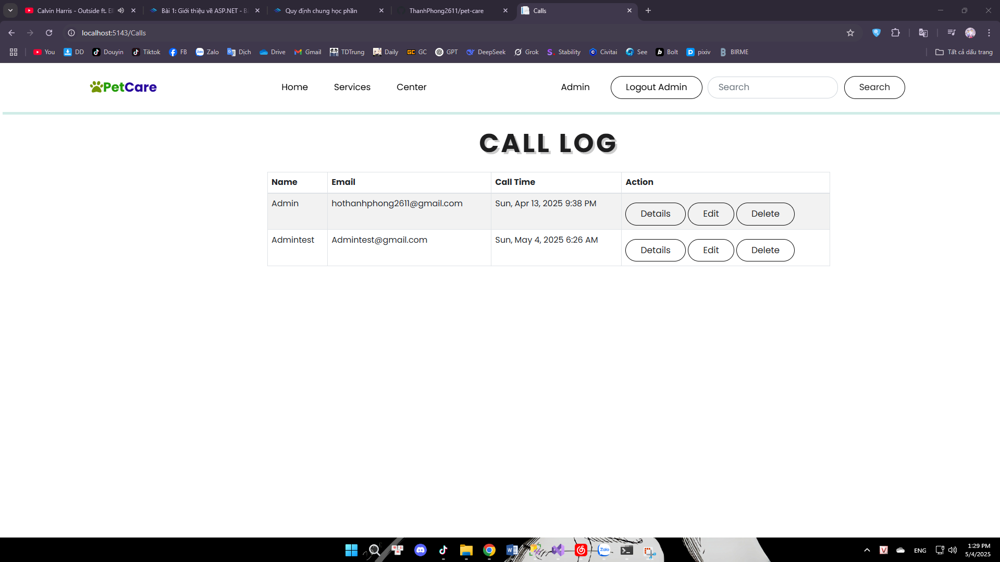 Calvin Harris - Outside ft. Ell
Bài 1: Giới thiệu về ASP.NET - B
Quy định chung học phần
ThanhPhong2611/pet-care
Calls
localhost:5143/Calls
You DD Douyin Tiktok FB Zalo Dịch Drive Gmail TDTrung Daily GC GPT DeepSeek Grok Stability Civitai See Bolt pixiv BIRME Tất cả dấu trang
PetCare
Home Services Center Admin Logout Admin Search Search
CALL LOG
Name Email Call Time Action
Admin hothanhphong2611@gmail.com Sun, Apr 13, 2025 9:38 PM Details Edit Delete
Admintest Admintest@gmail.com Sun, May 4, 2025 6:26 AM Details Edit Delete
ENG
1:29 PM
5/4/2025